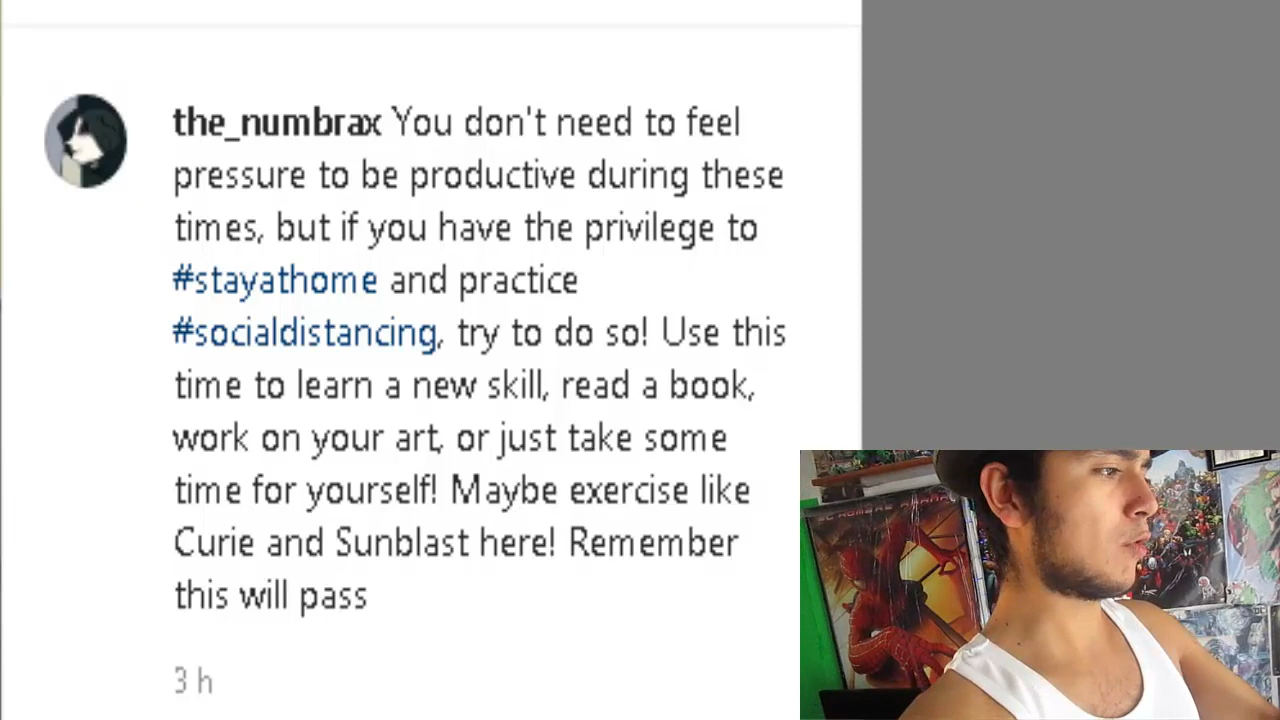 the_numbrax You don't need to feel
pressure to be productive during these
times, but if you have the privilege to
#stayathome and practice
#socialdistancing, try to do so! Use this
time to learn a new skill, read a book,
work on your art, or just take some
time for yourself! Maybe exercise like
Curie and Sunblast here! Remember
this will pass
3 h